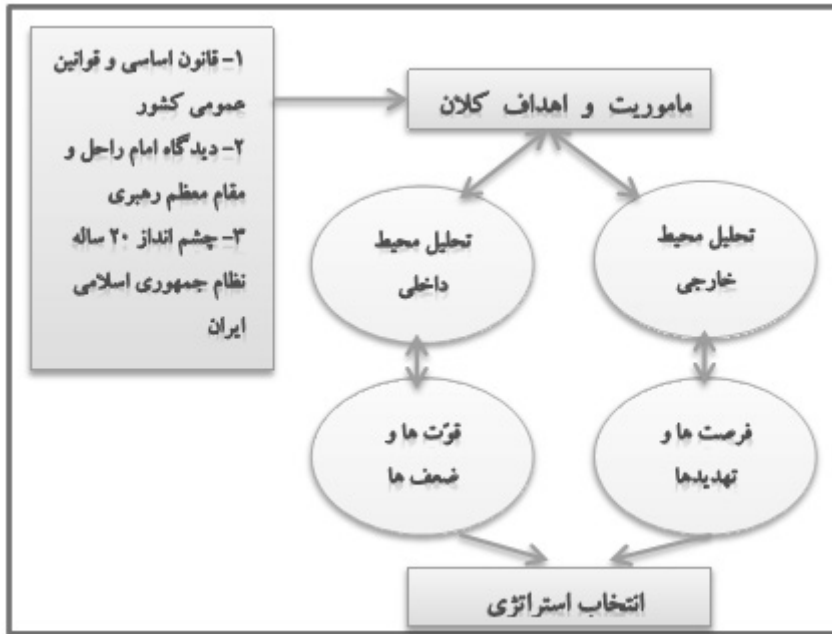 ۱- قانون اساسی و قوانین
عمومی کشور
۲- دیدگاه امام راحل و
مقام معظم رهبری
۳- چشم انداز ۲۰ ساله
نظام جمهوری اسلامی
ایران
ماموریت و اهداف کلان
تحلیل محیط
خارجی
تحلیل محیط
داخلی
فرصت ها و
تهدیدها
قوّت ها و
ضعف ها
انتخاب استراتژی